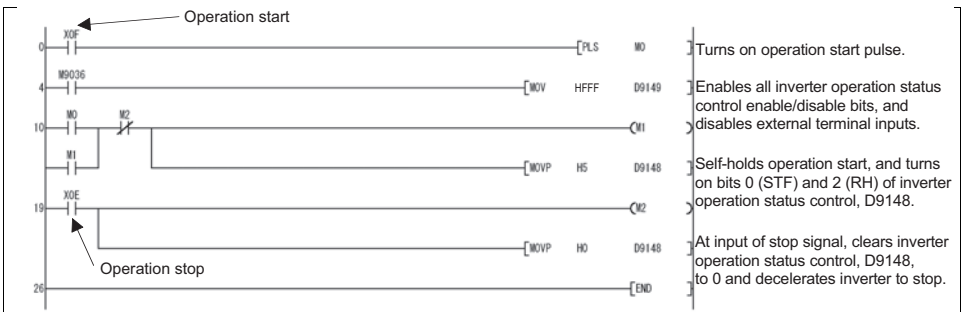 Operation start
X0F
0 [PLS M0 ] Turns on operation start pulse.
M9036
4 [MOV HFFF D9149 ] Enables all inverter operation status
control enable/disable bits, and
disables external terminal inputs.
M0 M2
10 (M1 )
M1
[MOVP H5 D9148 ] Self-holds operation start, and turns
on bits 0 (STF) and 2 (RH) of inverter
operation status control, D9148.
X0E
19 (M2 )
[MOVP H0 D9148 ] At input of stop signal, clears inverter
operation status control, D9148,
to 0 and decelerates inverter to stop.
Operation stop
26 [END ]